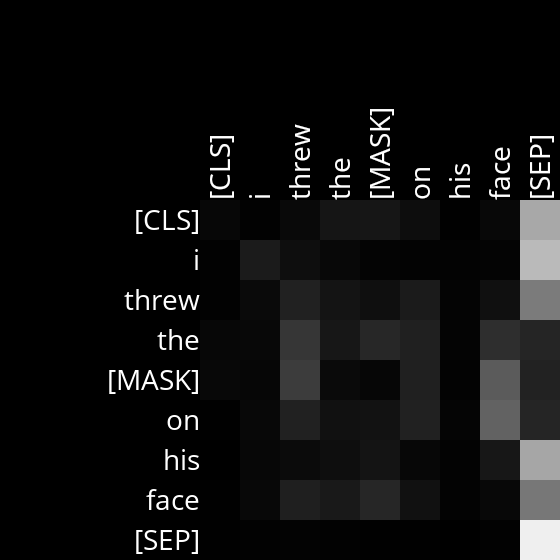 [CLS] i threw the [MASK] on his face [SEP]
[CLS]
i
threw
the
[MASK]
on
his
face
[SEP]